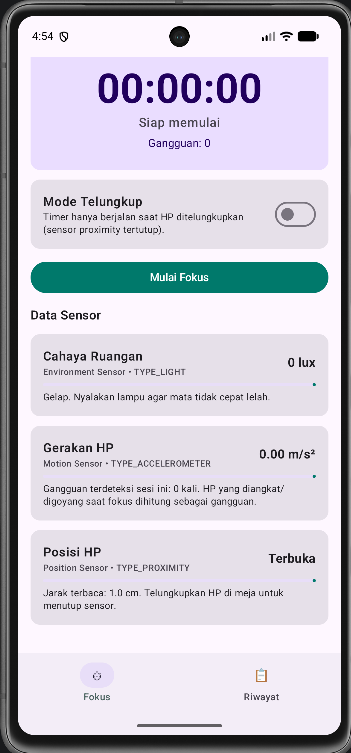 4:54
00:00:00
Siap memulai
Gangguan: 0
Mode Telungkup
Timer hanya berjalan saat HP ditelungkupkan
(sensor proximity tertutup).
Mulai Fokus
Data Sensor
Cahaya Ruangan
Environment Sensor • TYPE_LIGHT
0 lux
Gelap. Nyalakan lampu agar mata tidak cepat lelah.
Gerakan HP
Motion Sensor • TYPE_ACCELEROMETER
0.00 m/s²
Gangguan terdeteksi sesi ini: 0 kali. HP yang diangkat/
digoyang saat fokus dihitung sebagai gangguan.
Posisi HP
Position Sensor • TYPE_PROXIMITY
Terbuka
Jarak terbaca: 1.0 cm. Telungkupkan HP di meja untuk
menutup sensor.
Fokus
Riwayat